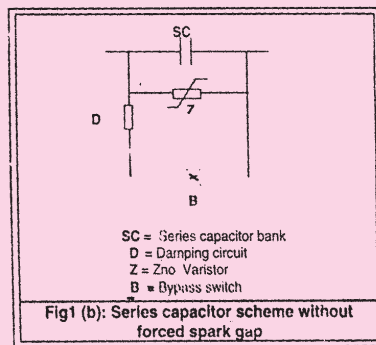 SC
D
Z
B
SC = Series capacitor bank
D = Damping circuit
Z = Zno Varistor
B = Bypass switch
Fig1 (b): Series capacitor scheme without
forced spark gap